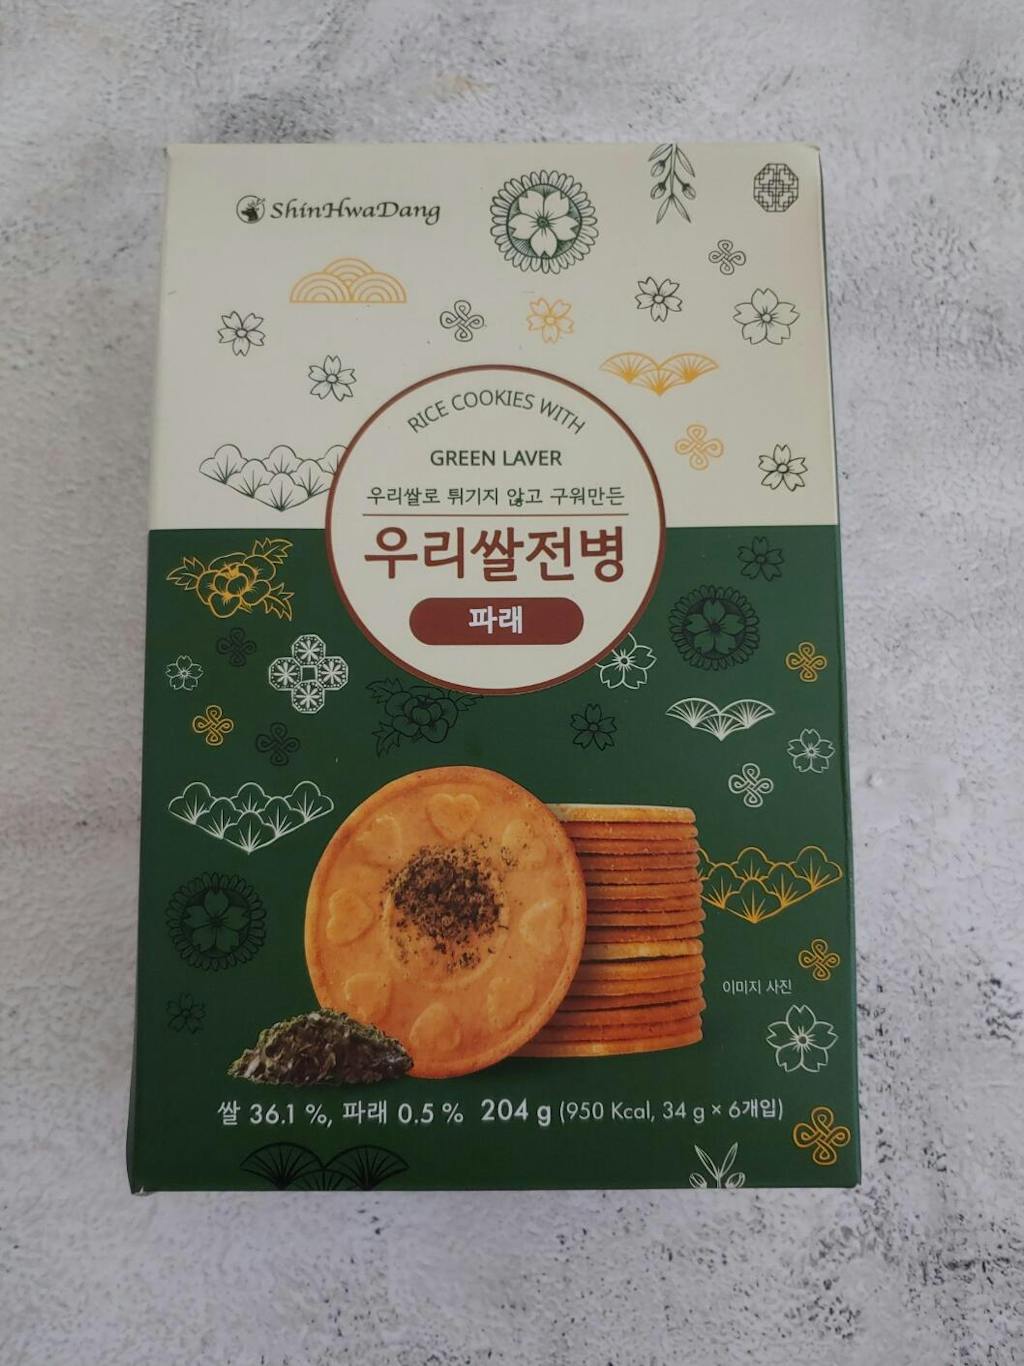 ShinHwaDang
RICE COOKIES WITH
GREEN LAVER
우리쌀로 튀기지 않고 구워만든
우리쌀전병
파래
이미지 사진
쌀 36.1 %, 파래 0.5 % 204 g (950 Kcal, 34 g × 6개입)